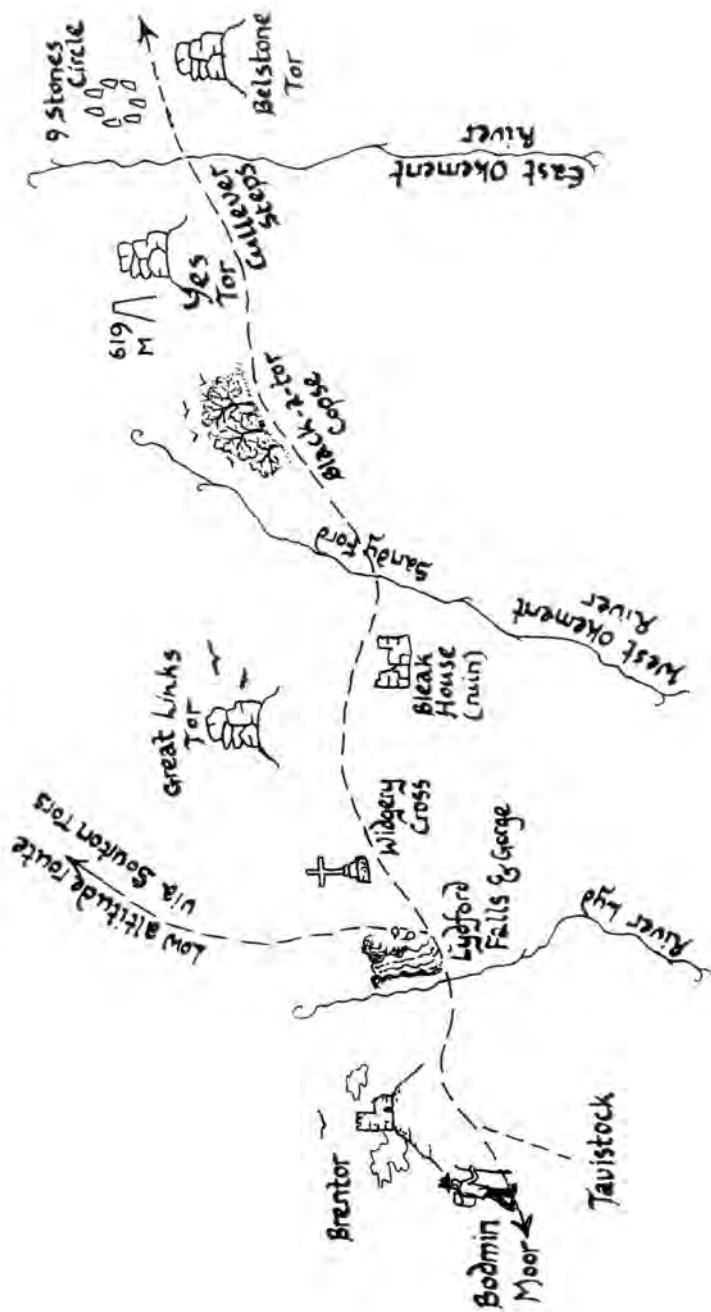 Brentor
Bodmin
Moor
Tavistock
Low altitude route
via Sourton Tors
Lydford
Falls & Gorge
River Lyd
Widgery
Cross
Great Links
Tor
Bleak
House
(ruin)
Sandy Ford
West Okement
River
Black-a-tor
Copse
619
M
Yes
Tor
Cullever
Steps
East Okement
River
9 Stones
Circle
Belstone
Tor